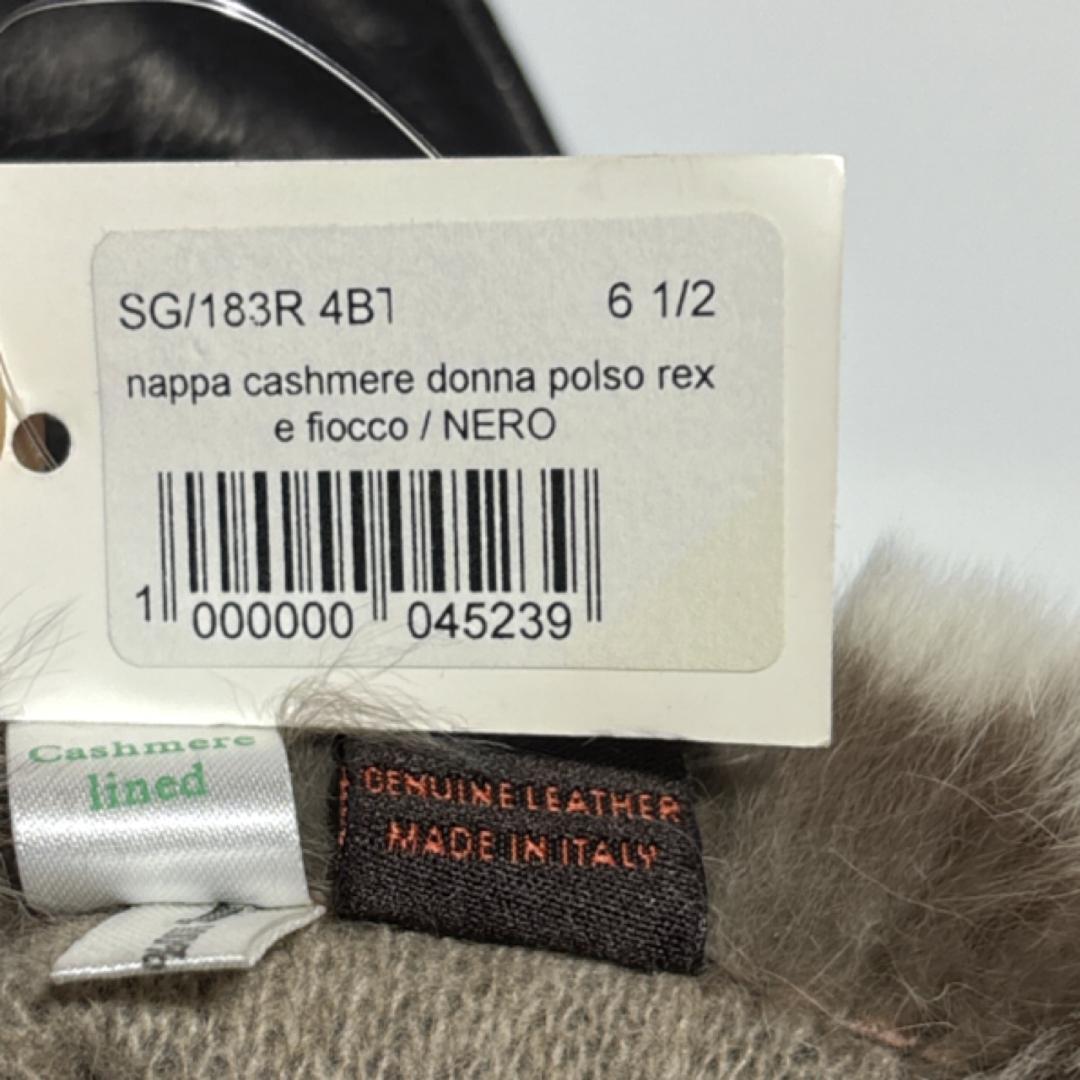 SG/183R 4BT 6 1/2
nappa cashmere donna polso rex
e fiocco / NERO
1 000000 045239
Cashmere
lined
GENUINE LEATHER
MADE IN ITALY